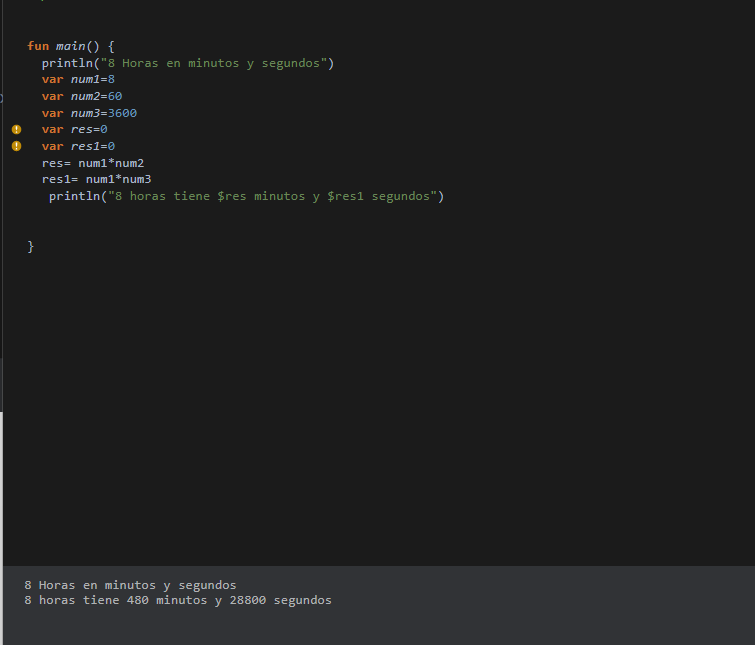 fun main() {
println("8 Horas en minutos y segundos")
var num1=8
var num2=60
var num3=3600
var res=0
var res1=0
res= num1*num2
res1= num1*num3
println("8 horas tiene $res minutos y $res1 segundos")
}
8 Horas en minutos y segundos
8 horas tiene 480 minutos y 28800 segundos